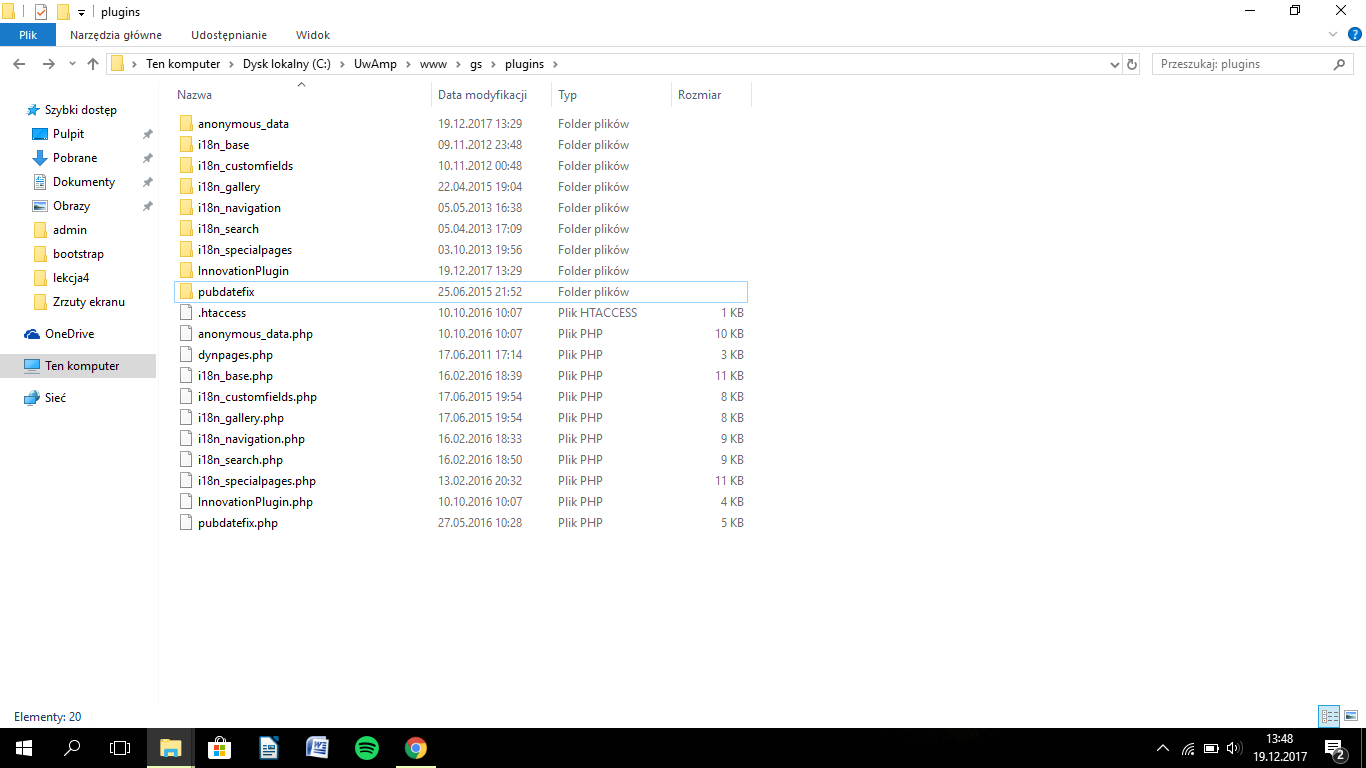 plugins
Plik Narzędzia główne Udostępnianie Widok
Ten komputer Dysk lokalny (C:) UwAmp www gs plugins Przeszukaj: plugins
Szybki dostęp
Pulpit
Pobrane
Dokumenty
Obrazy
admin
bootstrap
lekcja4
Zrzuty ekranu
OneDrive
Ten komputer
Sieć
Nazwa Data modyfikacji Typ Rozmiar
anonymous_data 19.12.2017 13:29 Folder plików
i18n_base 09.11.2012 23:48 Folder plików
i18n_customfields 10.11.2012 00:48 Folder plików
i18n_gallery 22.04.2015 19:04 Folder plików
i18n_navigation 05.05.2013 16:38 Folder plików
i18n_search 05.04.2013 17:09 Folder plików
i18n_specialpages 03.10.2013 19:56 Folder plików
InnovationPlugin 19.12.2017 13:29 Folder plików
pubdatefix 25.06.2015 21:52 Folder plików
.htaccess 10.10.2016 10:07 Plik HTACCESS 1 KB
anonymous_data.php 10.10.2016 10:07 Plik PHP 10 KB
dynpages.php 17.06.2011 17:14 Plik PHP 3 KB
i18n_base.php 16.02.2016 18:39 Plik PHP 11 KB
i18n_customfields.php 17.06.2015 19:54 Plik PHP 8 KB
i18n_gallery.php 17.06.2015 19:54 Plik PHP 8 KB
i18n_navigation.php 16.02.2016 18:33 Plik PHP 9 KB
i18n_search.php 16.02.2016 18:50 Plik PHP 9 KB
i18n_specialpages.php 13.02.2016 20:32 Plik PHP 11 KB
InnovationPlugin.php 10.10.2016 10:07 Plik PHP 4 KB
pubdatefix.php 27.05.2016 10:28 Plik PHP 5 KB
Elementy: 20
13:48
19.12.2017
2